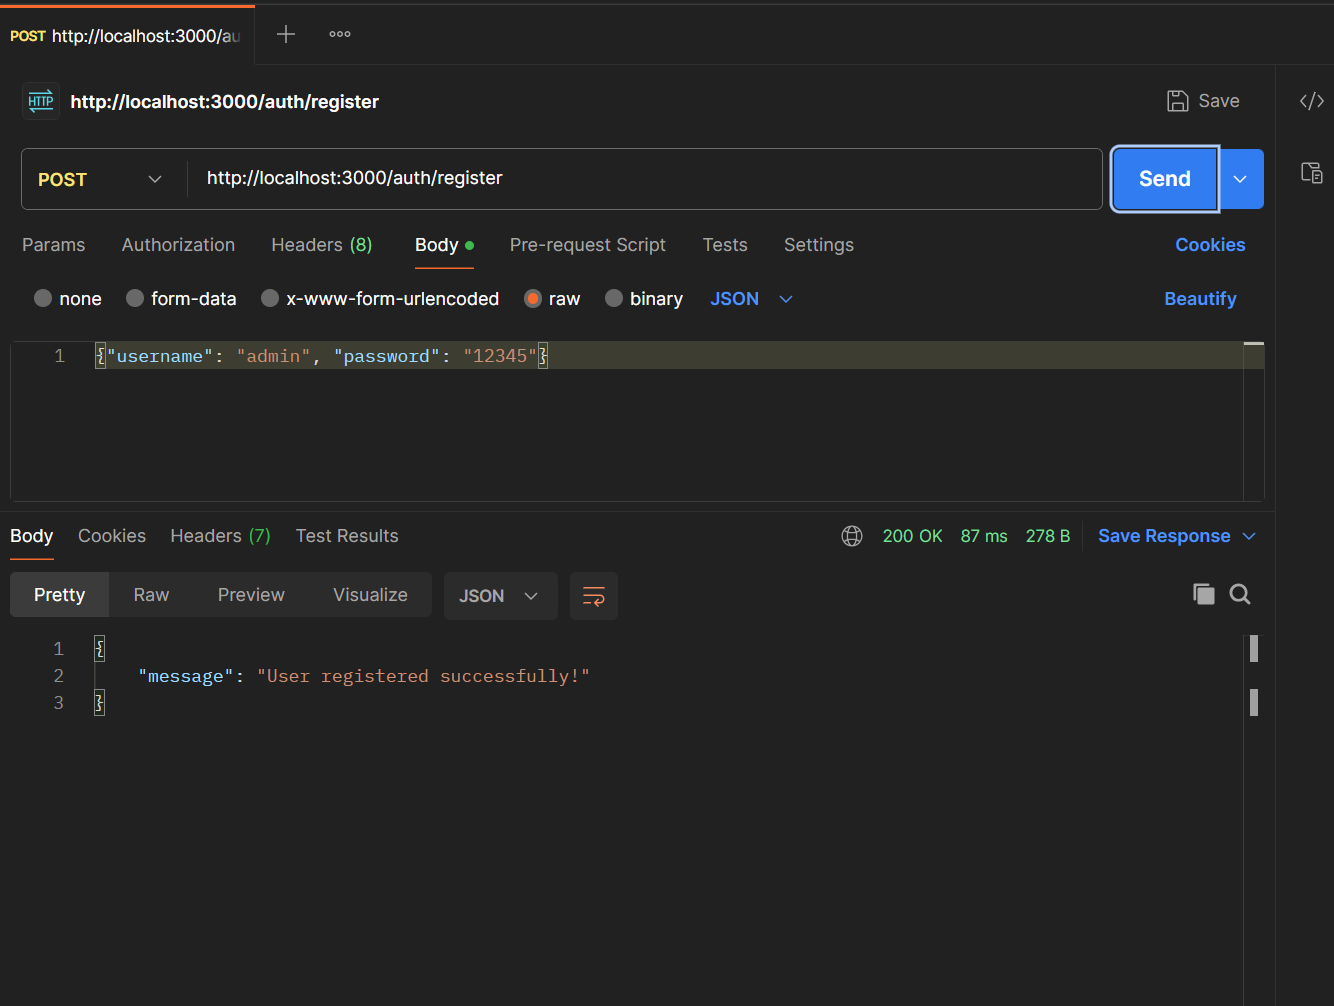 POST http://localhost:3000/au
HTTP http://localhost:3000/auth/register
Save
POST http://localhost:3000/auth/register
Send
Params Authorization Headers (8) Body Pre-request Script Tests Settings Cookies
none form-data x-www-form-urlencoded raw binary JSON Beautify
1 {"username": "admin", "password": "12345"}
Body Cookies Headers (7) Test Results 200 OK 87 ms 278 B Save Response
Pretty Raw Preview Visualize JSON
1 {
2 "message": "User registered successfully!"
3 }